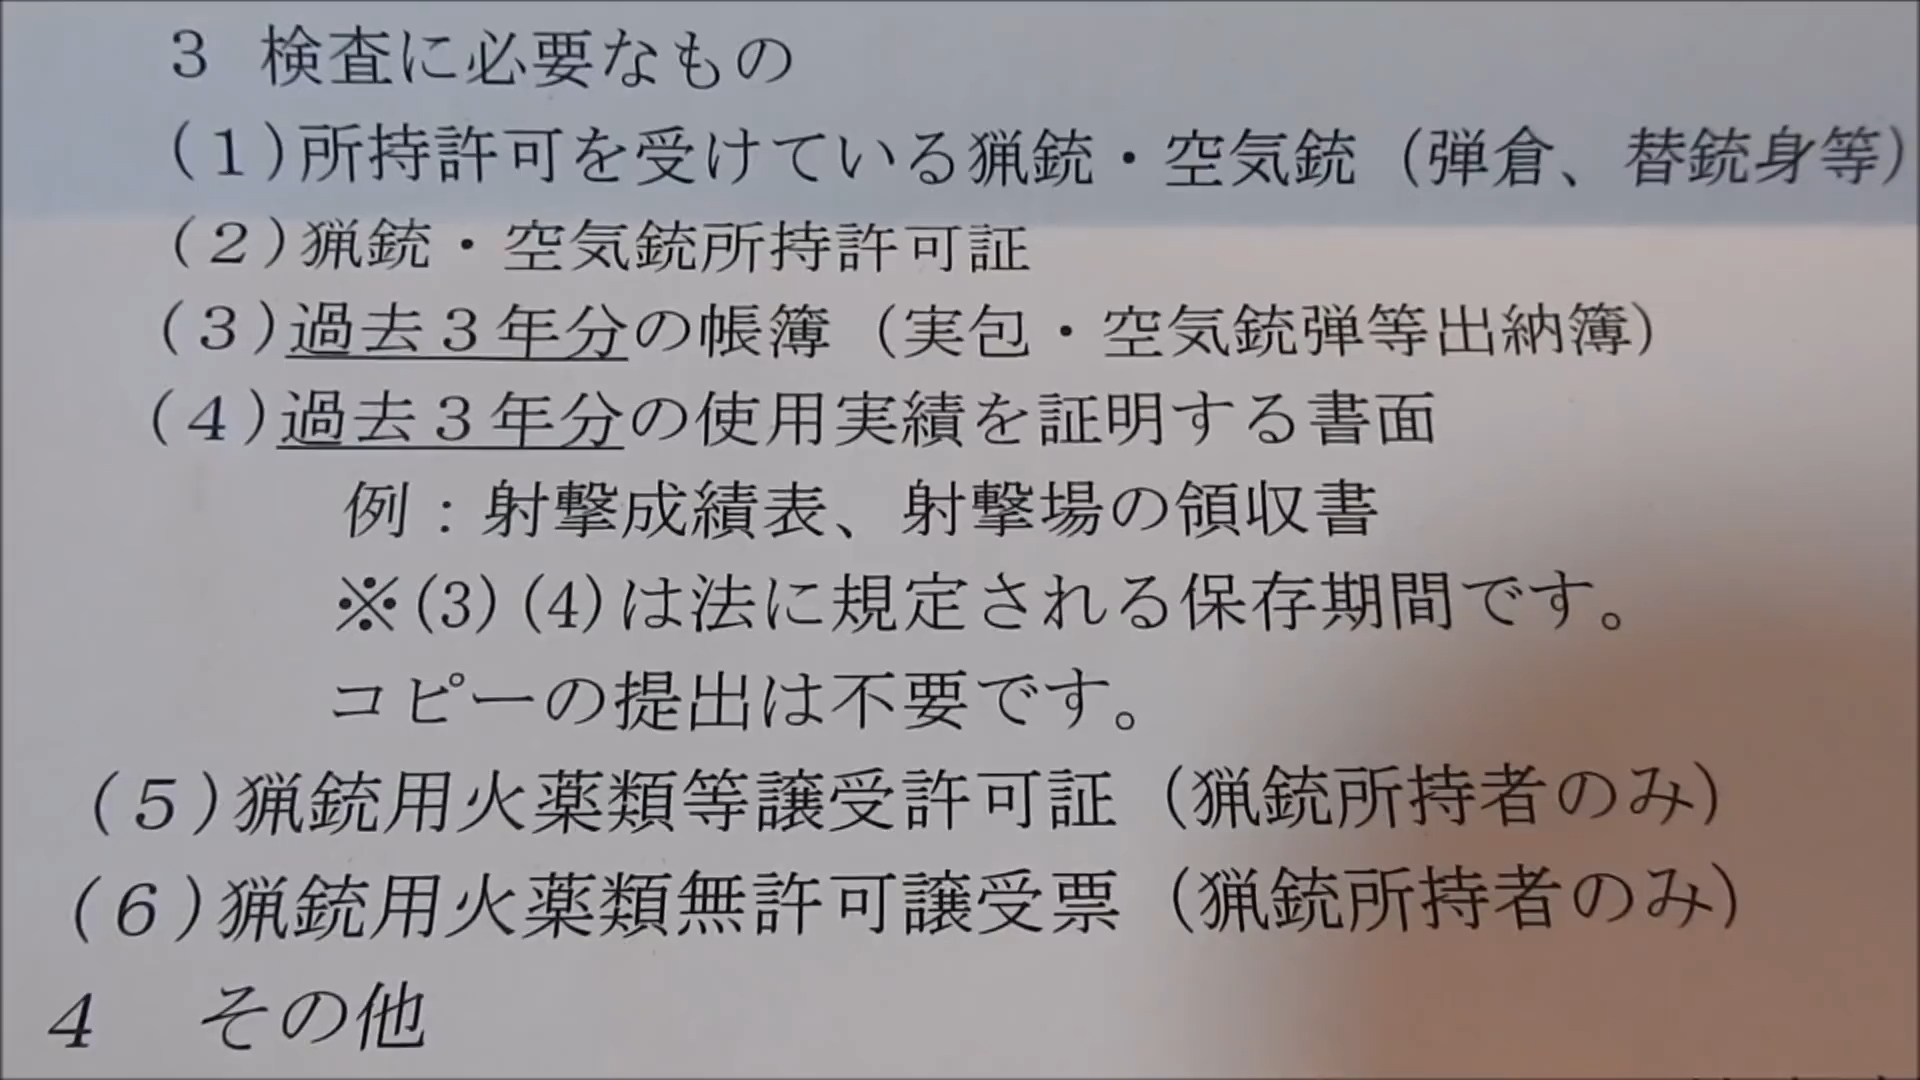 3 検査に必要なもの
(1)所持許可を受けている猟銃・空気銃（弾倉、替銃身等）
(2)猟銃・空気銃所持許可証
(3)過去３年分の帳簿（実包・空気銃弾等出納簿）
(4)過去３年分の使用実績を証明する書面
例：射撃成績表、射撃場の領収書
※(3)(4)は法に規定される保存期間です。
コピーの提出は不要です。
(5)猟銃用火薬類等譲受許可証（猟銃所持者のみ）
(6)猟銃用火薬類無許可譲受票（猟銃所持者のみ）
4 その他